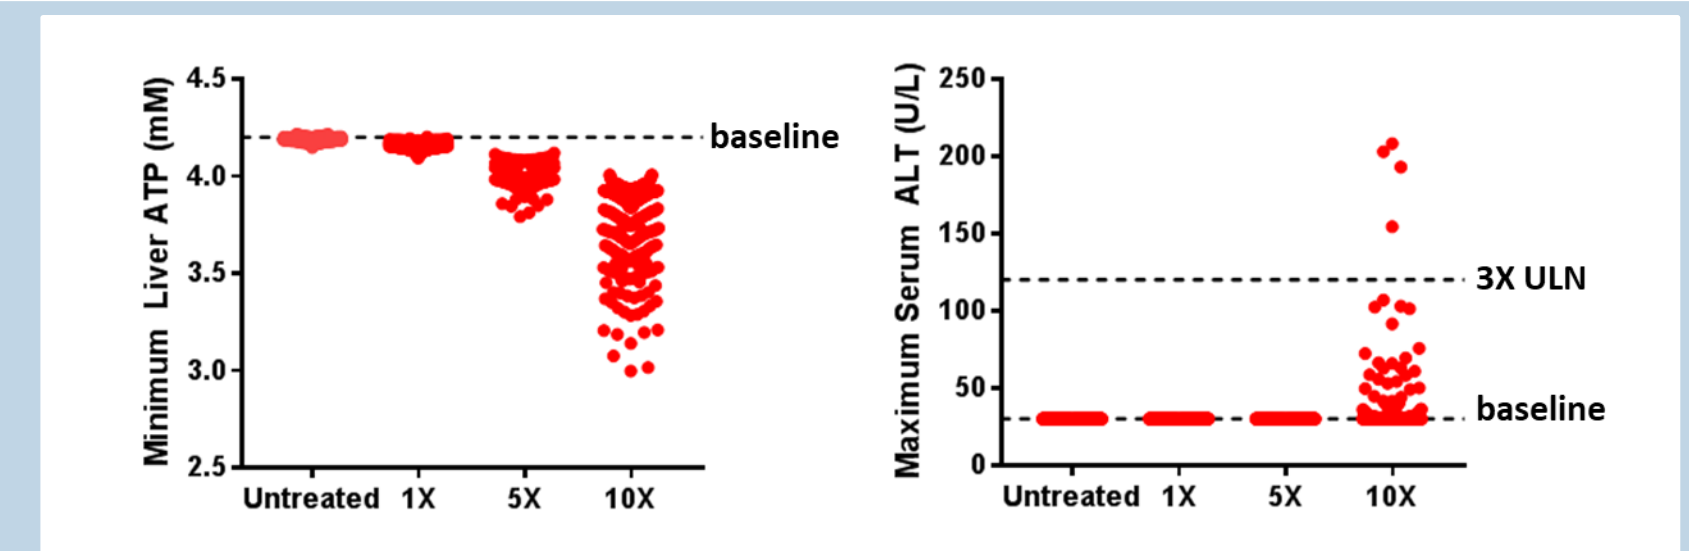 Minimum Liver ATP (mM)
4.5
4.0
3.5
3.0
2.5
baseline
Untreated 1X 5X 10X
Maximum Serum ALT (U/L)
250
200
150
100
50
0
3X ULN
baseline
Untreated 1X 5X 10X